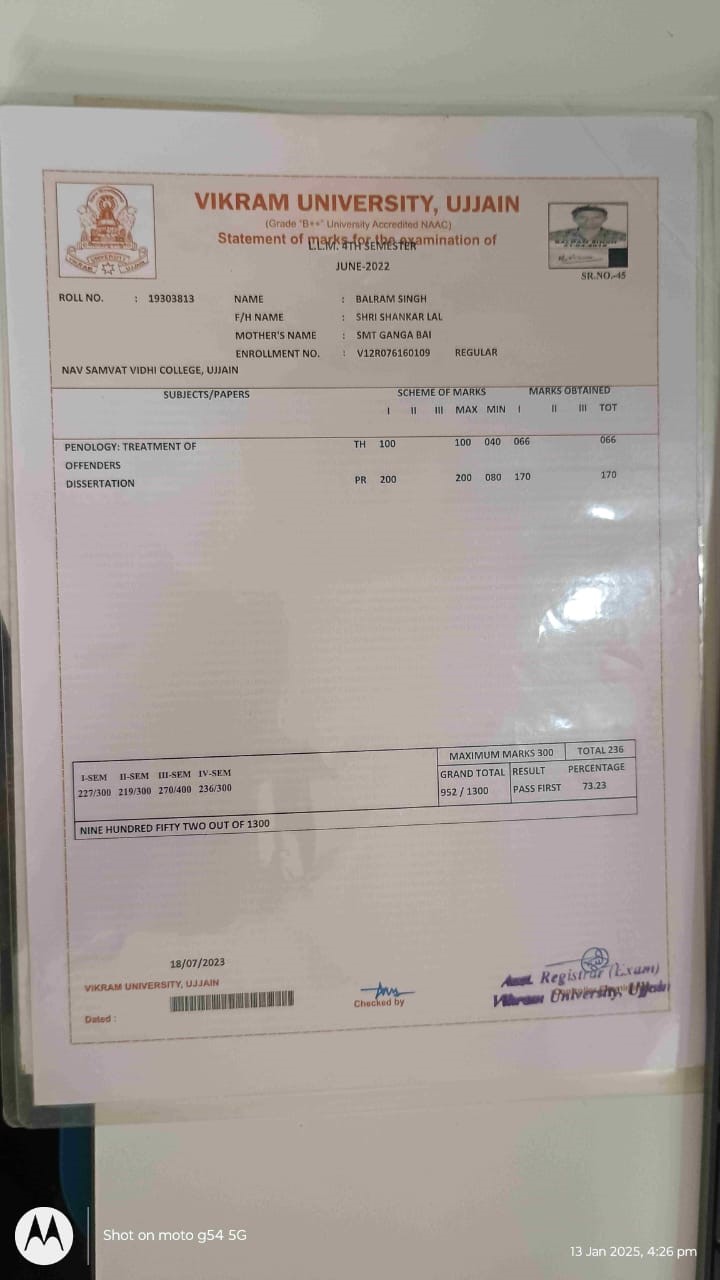 VIKRAM UNIVERSITY, UJJAIN
(Grade "B++" University Accredited NAAC)
Statement of marks for the examination of
L.L.M. 4TH SEMESTER
JUNE-2022
SR.NO.-45
ROLL NO. : 19303813 NAME : BALRAM SINGH
F/H NAME : SHRI SHANKAR LAL
MOTHER'S NAME : SMT GANGA BAI
ENROLLMENT NO. : V12R076160109 REGULAR
NAV SAMVAT VIDHI COLLEGE, UJJAIN
SUBJECTS/PAPERS SCHEME OF MARKS MARKS OBTAINED
I II III MAX MIN I II III TOT
PENOLOGY: TREATMENT OF TH 100 100 040 066 066
OFFENDERS
DISSERTATION PR 200 200 080 170 170
MAXIMUM MARKS 300 TOTAL 236
I-SEM II-SEM III-SEM IV-SEM GRAND TOTAL RESULT PERCENTAGE
227/300 219/300 270/400 236/300 952 / 1300 PASS FIRST 73.23
NINE HUNDRED FIFTY TWO OUT OF 1300
18/07/2023
VIKRAM UNIVERSITY, UJJAIN
Dated :
Checked by
Asst. Registrar (Exam)
Vikram University, Ujjain
Shot on moto g54 5G
13 Jan 2025, 4:26 pm